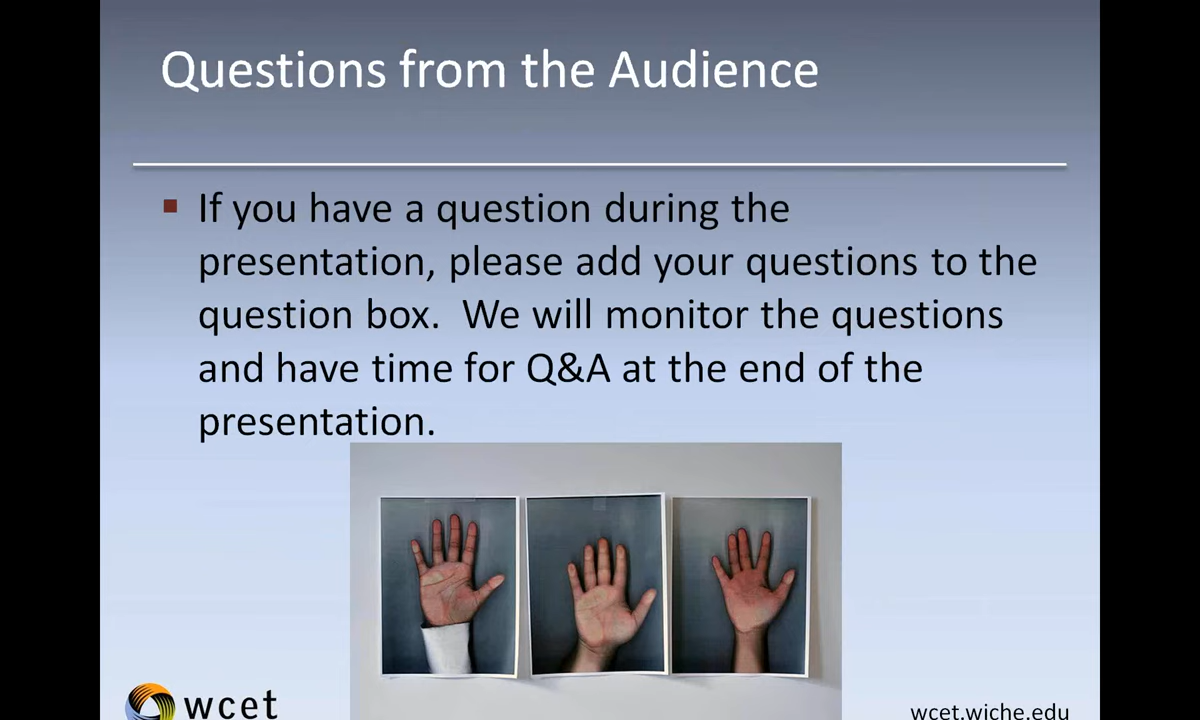 Questions from the Audience
If you have a question during the
presentation, please add your questions to the
question box.  We will monitor the questions
and have time for Q&A at the end of the
presentation.
wcet
wcet.wiche.edu